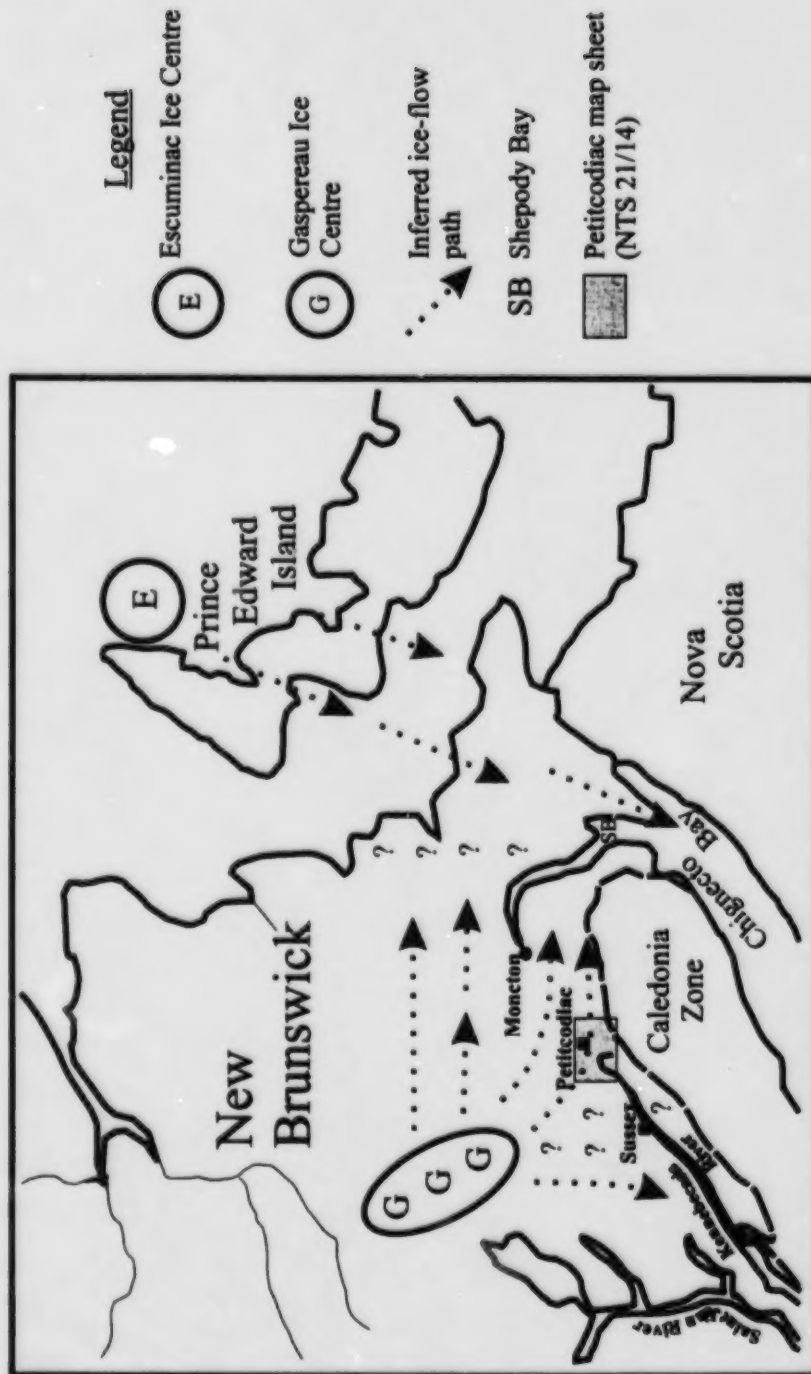 Legend
E
Escuminac Ice Centre
G
Gaspereau Ice
Centre
Inferred ice-flow
path
SB
Shepody Bay
Petitcodiac map sheet
(NTS 21/14)
New
Brunswick
E
Prince
Edward
Island
G
G
G
?
?
?
?
Moncton
Petitcodiac
?
?
?
?
Sussex
?
Kennebecasis
River
Saint John River
Caledonia
Zone
SB
Chignecto
Bay
Nova
Scotia